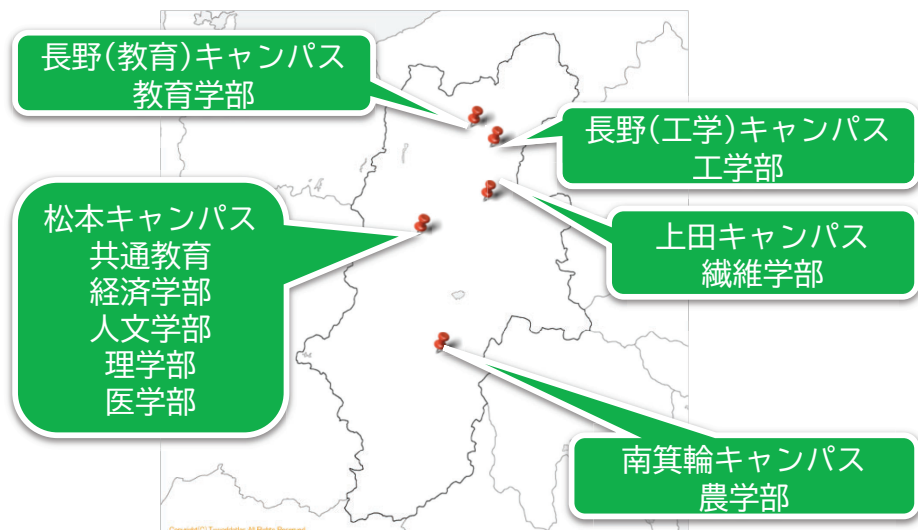 長野(教育)キャンパス
教育学部
長野(工学)キャンパス
工学部
松本キャンパス
共通教育
経済学部
人文学部
理学部
医学部
上田キャンパス
繊維学部
南箕輪キャンパス
農学部